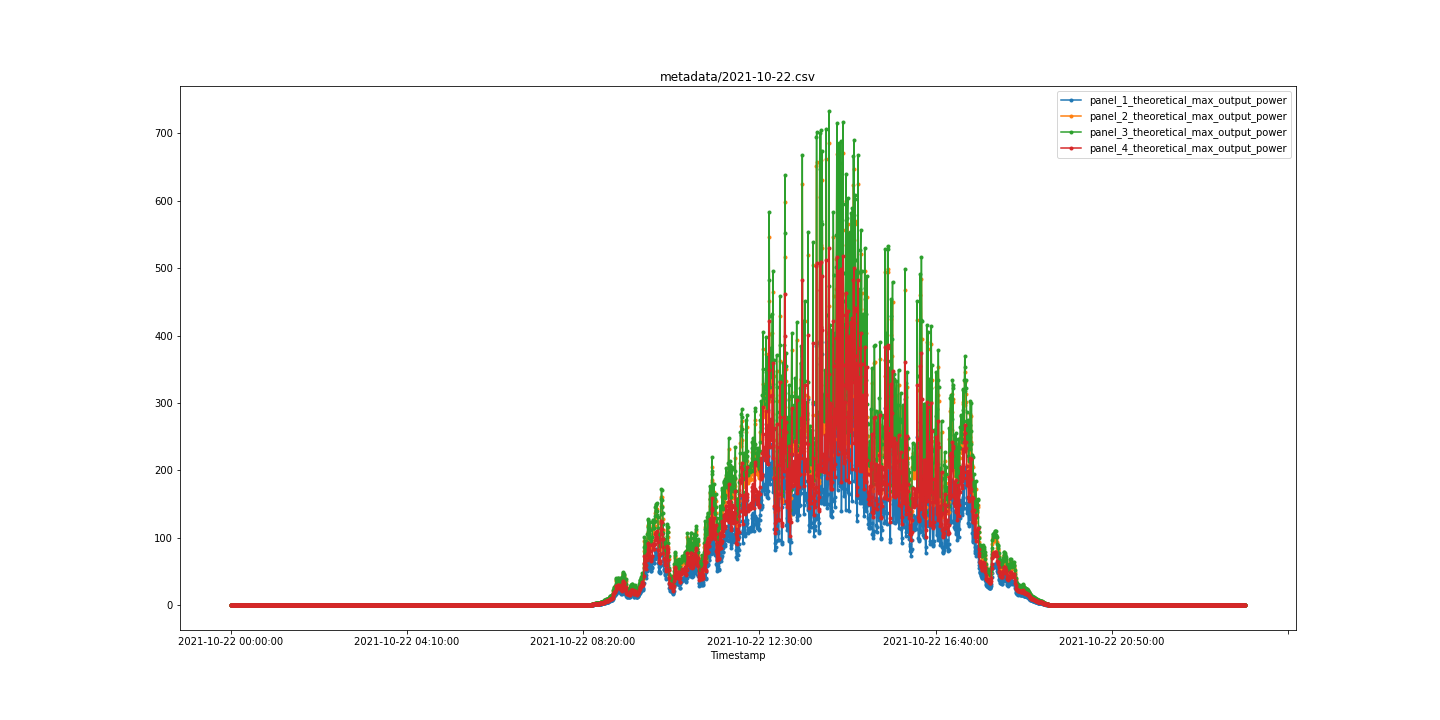 metadata/2021-10-22.csv
panel_1_theoretical_max_output_power
panel_2_theoretical_max_output_power
panel_3_theoretical_max_output_power
panel_4_theoretical_max_output_power
700
600
500
400
300
200
100
0
2021-10-22 00:00:00 2021-10-22 04:10:00 2021-10-22 08:20:00 2021-10-22 12:30:00 2021-10-22 16:40:00 2021-10-22 20:50:00
Timestamp